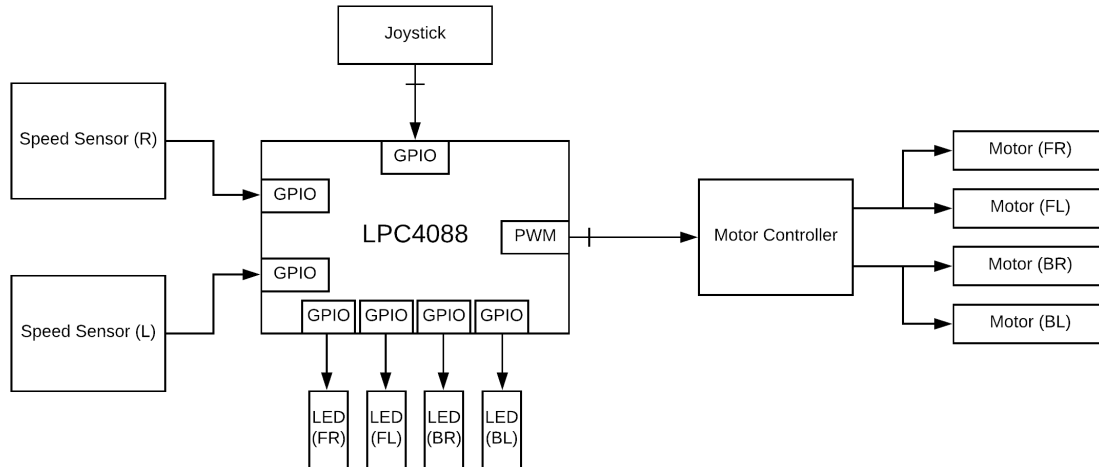 Joystick
Speed Sensor (R)
GPIO
GPIO
LPC4088
PWM
GPIO
Speed Sensor (L)
GPIO
GPIO
GPIO
GPIO
LED
(FR)
LED
(FL)
LED
(BR)
LED
(BL)
Motor Controller
Motor (FR)
Motor (FL)
Motor (BR)
Motor (BL)